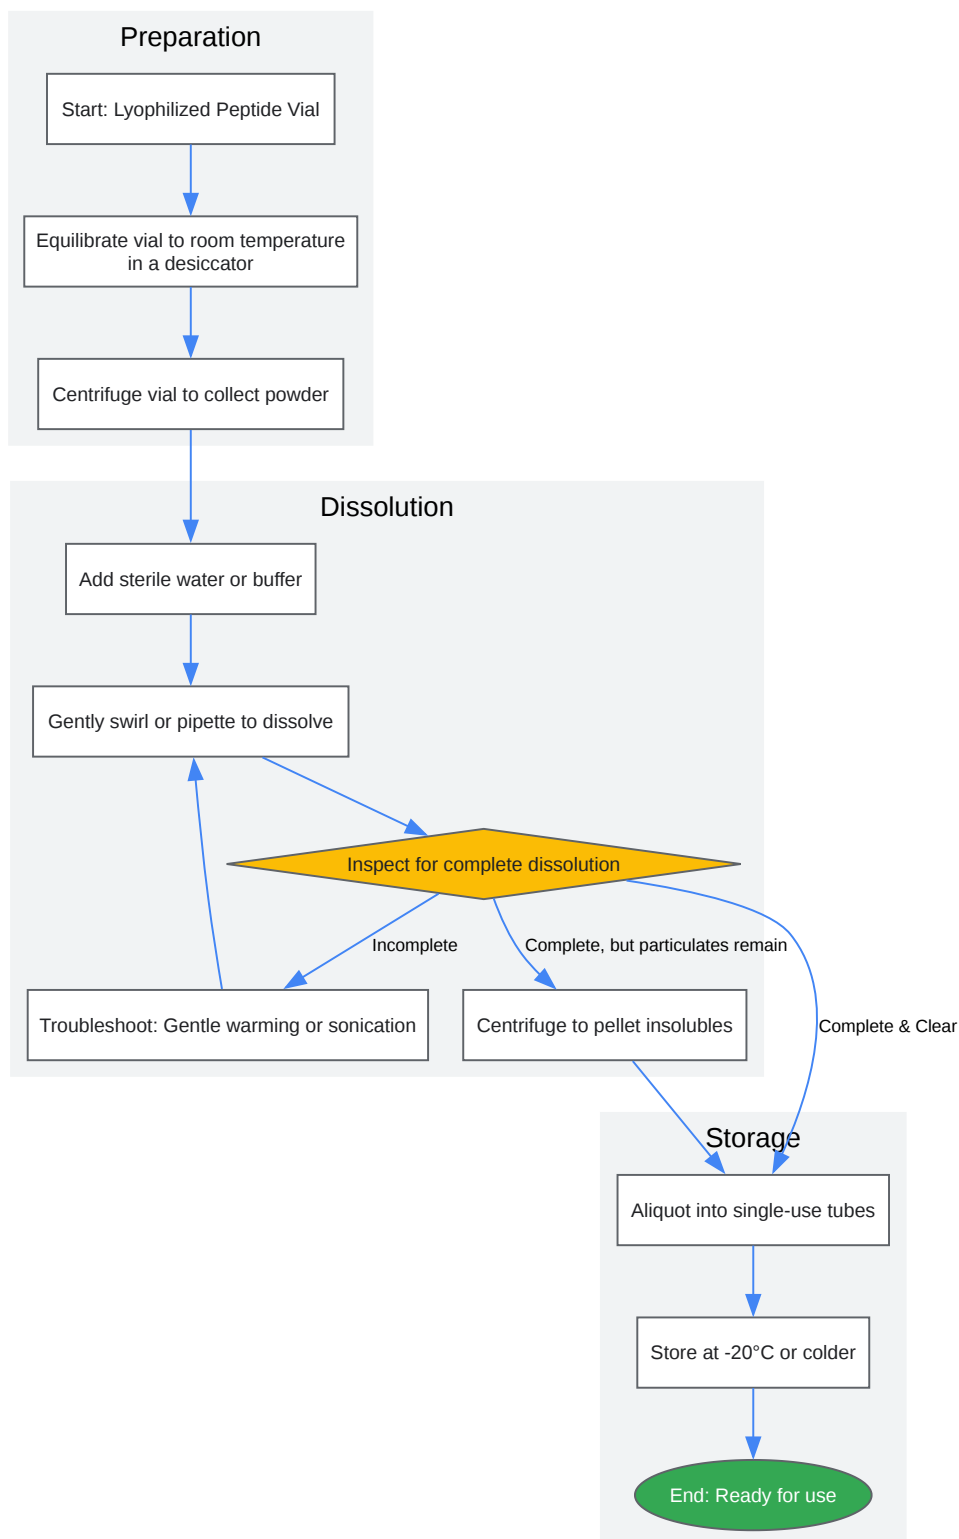 Preparation
Start: Lyophilized Peptide Vial
Equilibrate vial to room temperature
in a desiccator
Centrifuge vial to collect powder
Dissolution
Add sterile water or buffer
Gently swirl or pipette to dissolve
Inspect for complete dissolution
Incomplete
Complete, but particulates remain
Troubleshoot: Gentle warming or sonication
Centrifuge to pellet insolubles
Complete & Clear
Storage
Aliquot into single-use tubes
Store at -20°C or colder
End: Ready for use